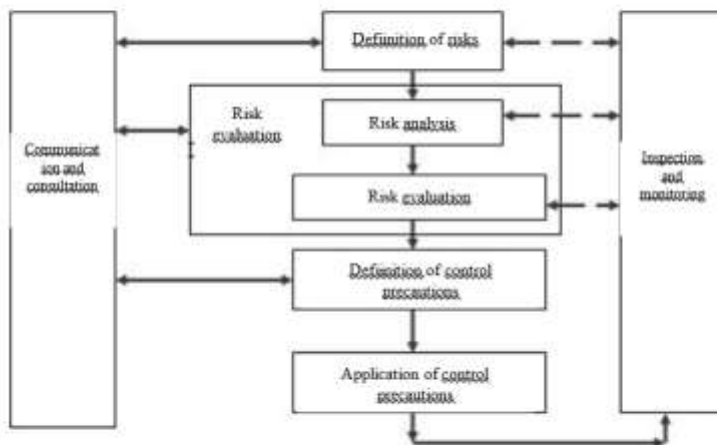 Definition of risks
Risk
evaluation
Risk analysis
Communicat
ion and
consultation
Inspection
and
monitoring
Risk evaluation
Definition of control
precautions
Application of control
precautions